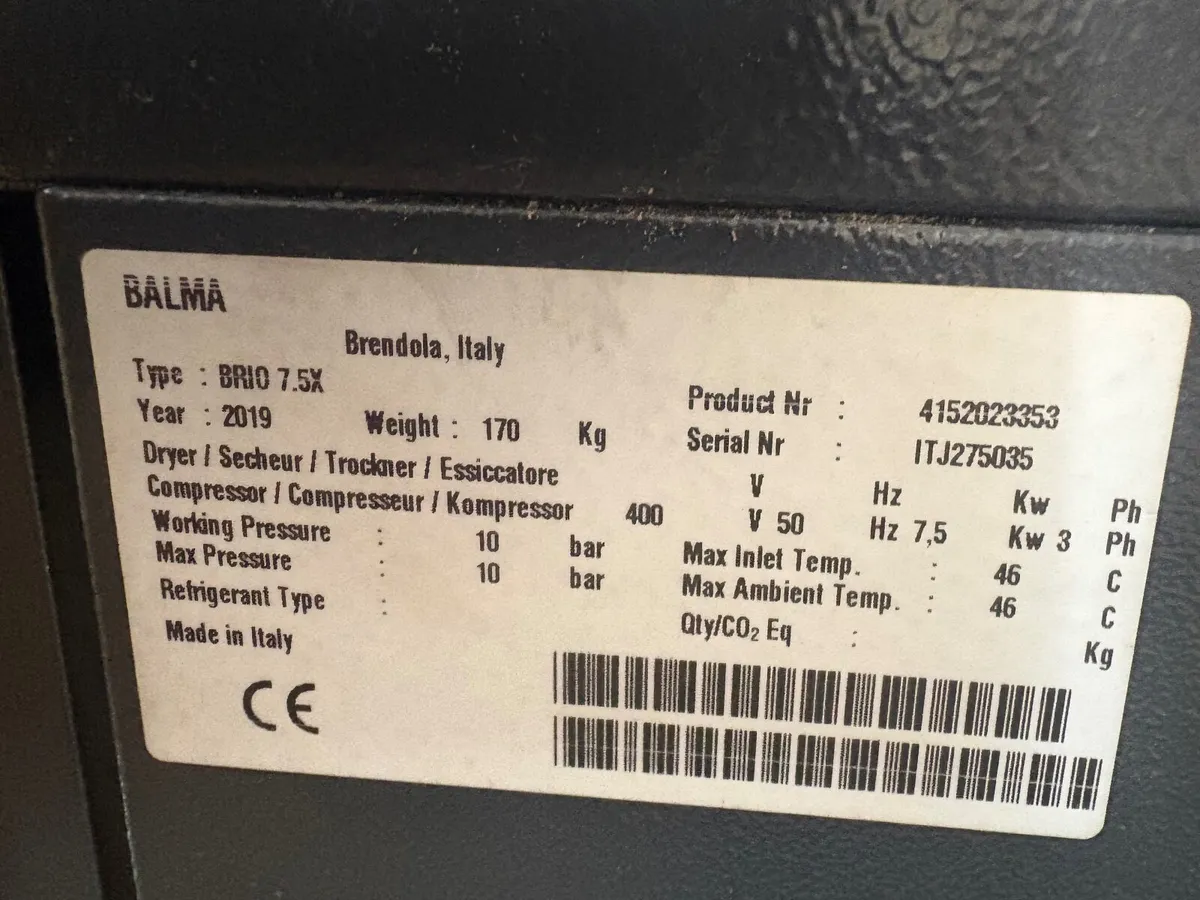 BALMA
Brendola, Italy
Type : BRIO 7.5X
Product Nr : 4152023353
Year : 2019 Weight : 170 Kg
Serial Nr : ITJ275035
Dryer / Secheur / Trockner / Essiccatore V Hz Kw Ph
Compressor / Compresseur / Kompressor 400 V 50 Hz 7,5 Kw 3 Ph
Working Pressure : 10 bar Max Inlet Temp. : 46 C
Max Pressure : 10 bar Max Ambient Temp. : 46 C
Refrigerant Type : Qty/CO₂ Eq : Kg
Made in Italy
CE